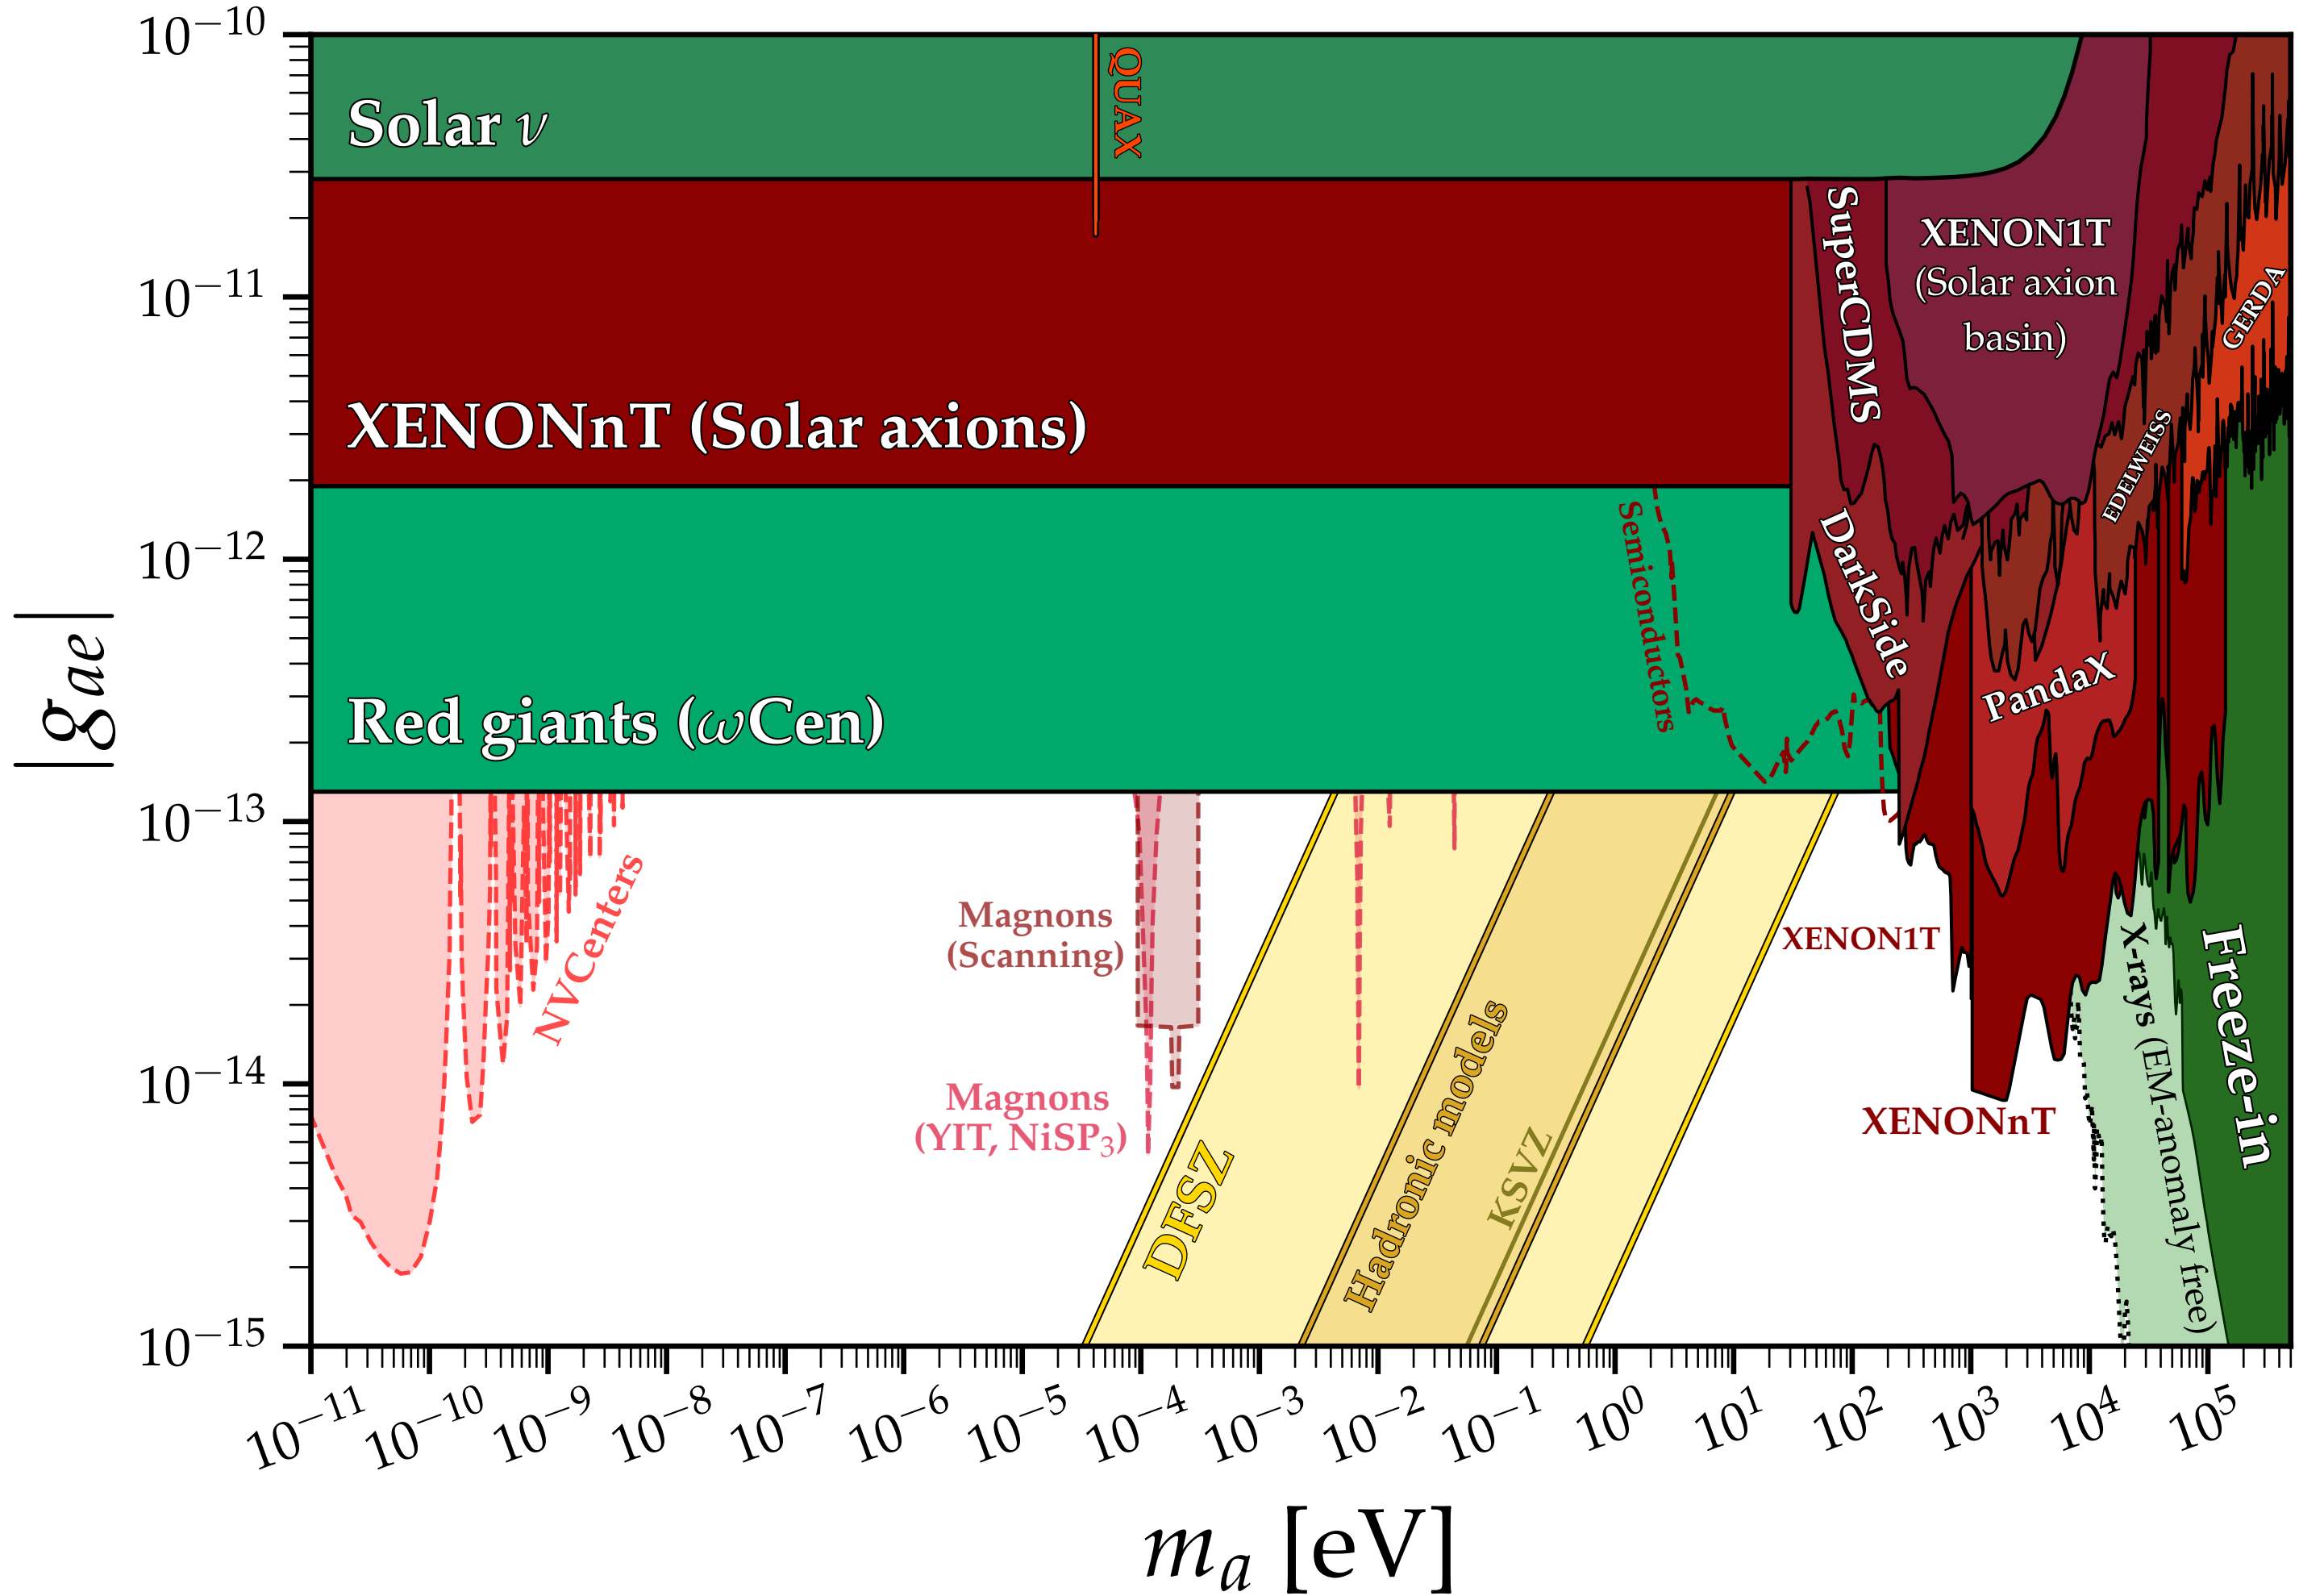 |gₐₑ|
10⁻¹⁰
10⁻¹¹
10⁻¹²
10⁻¹³
10⁻¹⁴
10⁻¹⁵
Solar ν
QUAX
XENONnT (Solar axions)
Red giants (ωCen)
Semiconductors
SuperCDMS
XENON1T
(Solar axion
basin)
GERDA
EDELWEISS
DarkSide
PandaX
NVCenters
Magnons
(Scanning)
Magnons
(YIT, NiSP₃)
DFSZ
Hadronic models
KSVZ
XENON1T
XENONnT
X-rays (EM-anomaly free)
Freeze-in
10⁻¹¹ 10⁻¹⁰ 10⁻⁹ 10⁻⁸ 10⁻⁷ 10⁻⁶ 10⁻⁵ 10⁻⁴ 10⁻³ 10⁻² 10⁻¹ 10⁰ 10¹ 10² 10³ 10⁴ 10⁵
mₐ [eV]